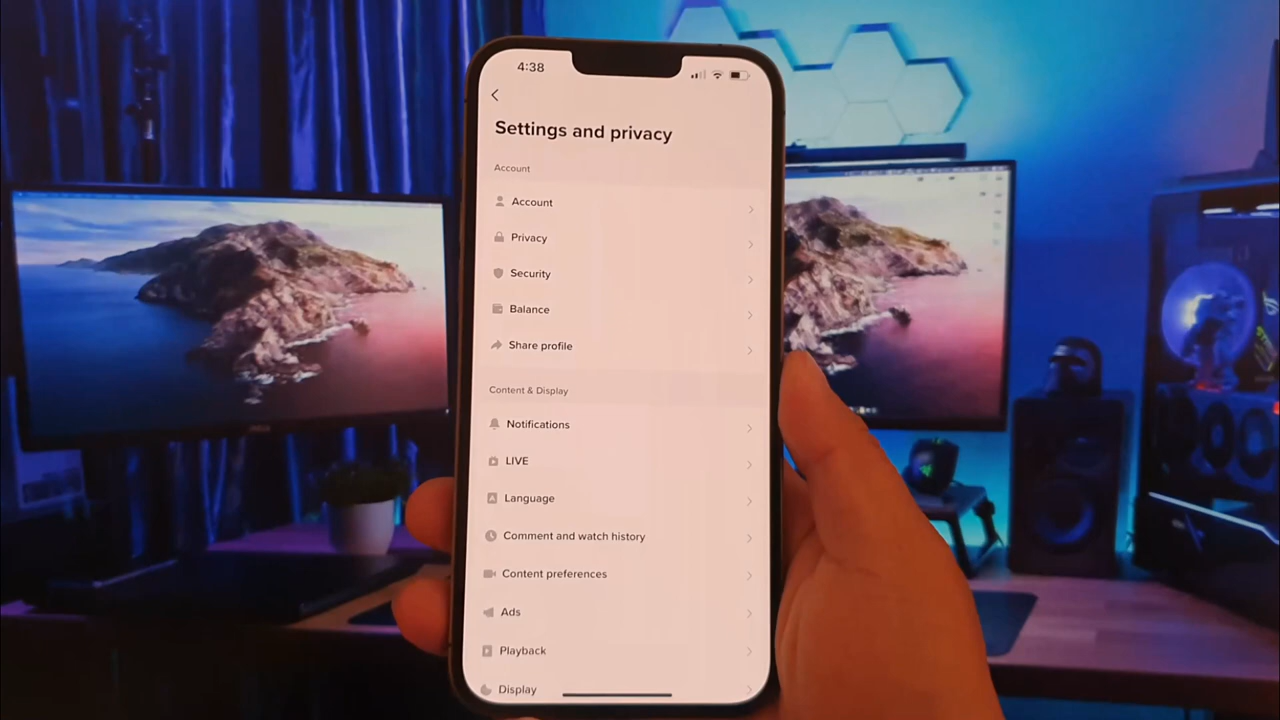 4:38
Settings and privacy
Account
Account
Privacy
Security
Balance
Share profile
Content & Display
Notifications
LIVE
Language
Comment and watch history
Content preferences
Ads
Playback
Display